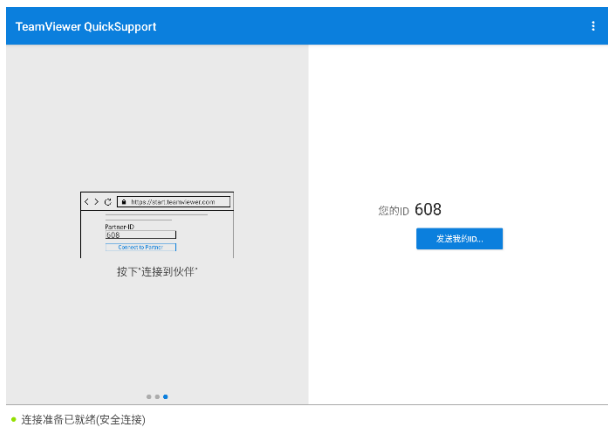 TeamViewer QuickSupport
https://start.teamviewer.com
Partner-ID
608
Connect to Partner
按下"连接到伙伴"
您的ID 608
发送我的ID...
连接准备已就绪(安全连接)